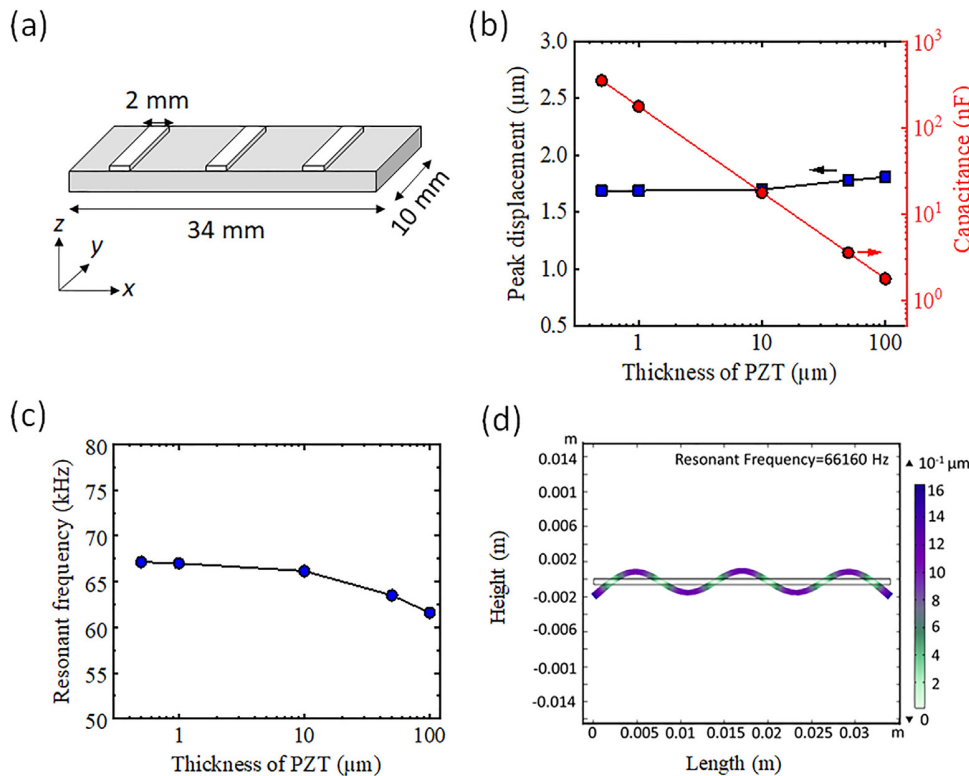 (a)
2 mm
34 mm
10 mm
z
y
x
(b)
3.0
2.5
2.0
1.5
1.0
0.5
Peak displacement (µm)
10³
10²
10¹
10⁰
Capacitance (nF)
1
10
100
Thickness of PZT (µm)
(c)
80
75
70
65
60
55
50
Resonant frequency (kHz)
1
10
100
Thickness of PZT (µm)
(d)
m
0.014
0.001
0.006
0.002
-0.002
-0.006
-0.001
-0.014
Height (m)
Resonant Frequency=66160 Hz
0
0.005
0.01
0.015
0.02
0.025
0.03
m
Length (m)
10⁻¹ µm
16
14
12
10
8
6
4
2
0